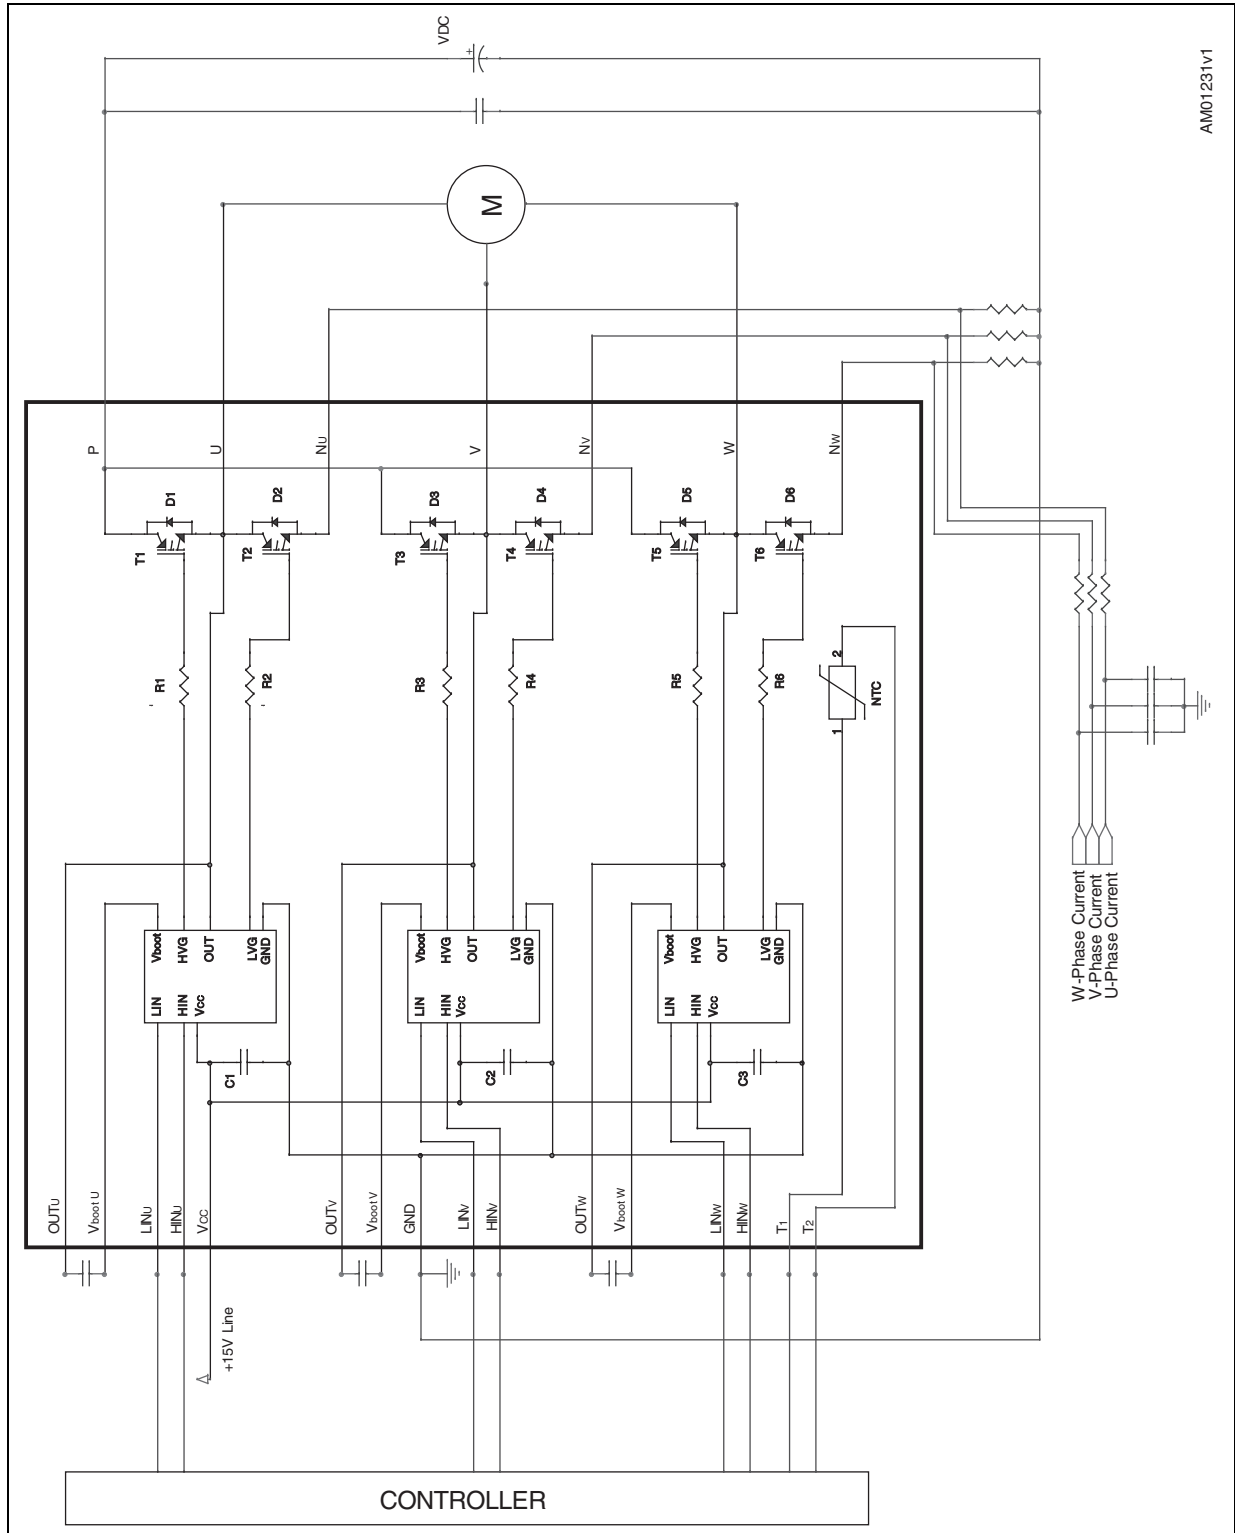 VDC
AM01231v1
M
P
U
NU
V
NV
W
NW
D1
D2
D3
D4
D5
D6
T1
T2
T3
T4
T5
T6
R1
R2
R3
R4
R5
R6
2
NTC
1
Vboot
HVG
OUT
LVG
GND
LIN
HIN
Vcc
Vboot
HVG
OUT
LVG
GND
LIN
HIN
Vcc
Vboot
HVG
OUT
LVG
GND
LIN
HIN
Vcc
C1
C2
C3
W-Phase Current
V-Phase Current
U-Phase Current
OUTU
Vboot U
LINU
HINU
VCC
OUTV
Vboot V
GND
LINV
HINV
OUTW
Vboot W
LINW
HINW
T1
T2
+15V Line
CONTROLLER
+